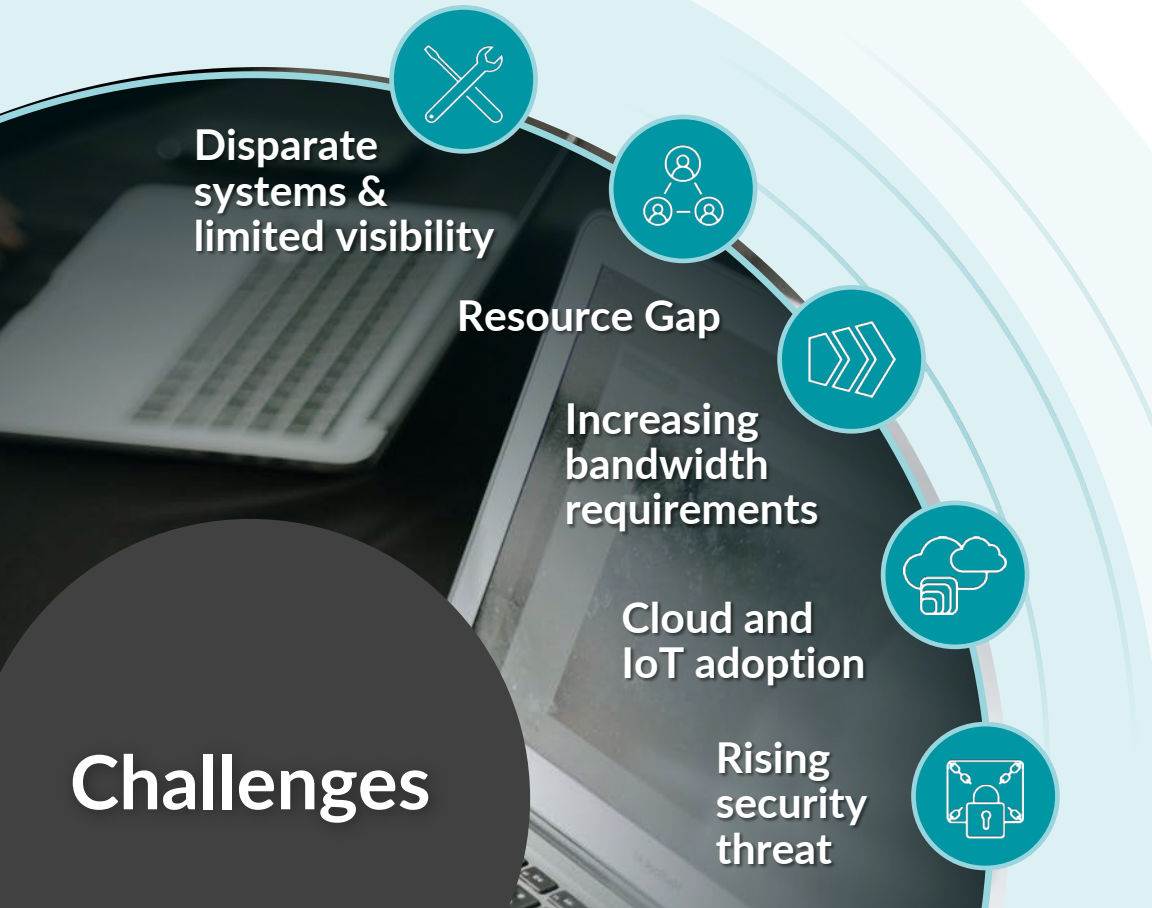 Disparate
systems &
limited visibility
Resource Gap
Increasing
bandwidth
requirements
Cloud and
IoT adoption
Rising
security
threat
Challenges